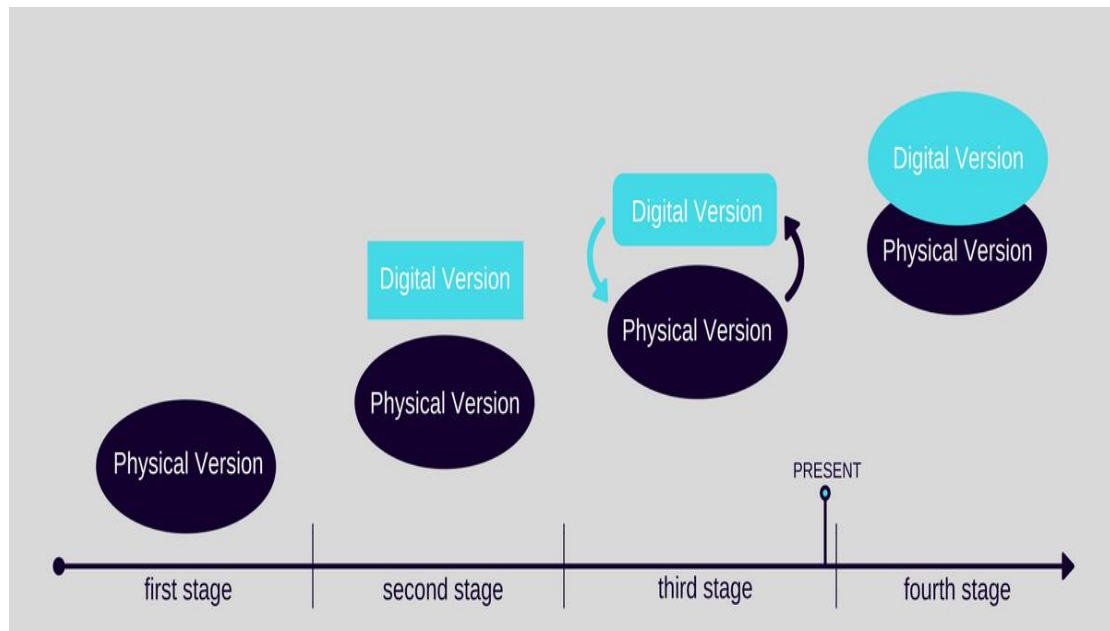 Digital Version
Physical Version
Digital Version
Physical Version
Digital Version
Physical Version
Physical Version
PRESENT
first stage
second stage
third stage
fourth stage